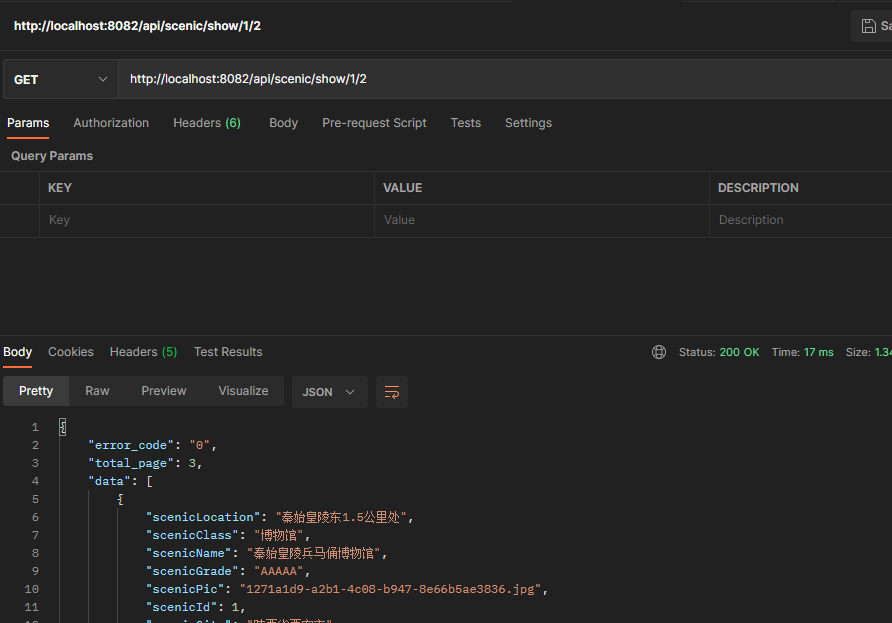 http://localhost:8082/api/scenic/show/1/2
GET http://localhost:8082/api/scenic/show/1/2
Params Authorization Headers (6) Body Pre-request Script Tests Settings
Query Params
KEY VALUE DESCRIPTION
Key Value Description
Body Cookies Headers (5) Test Results Status: 200 OK Time: 17 ms Size: 1.34
Pretty Raw Preview Visualize JSON
1 {
2 "error_code": "0",
3 "total_page": 3,
4 "data": [
5 {
6 "scenicLocation": "秦始皇陵东1.5公里处",
7 "scenicClass": "博物馆",
8 "scenicName": "秦始皇陵兵马俑博物馆",
9 "scenicGrade": "AAAAA",
10 "scenicPic": "1271a1d9-a2b1-4c08-b947-8e66b5ae3836.jpg",
11 "scenicId": 1,